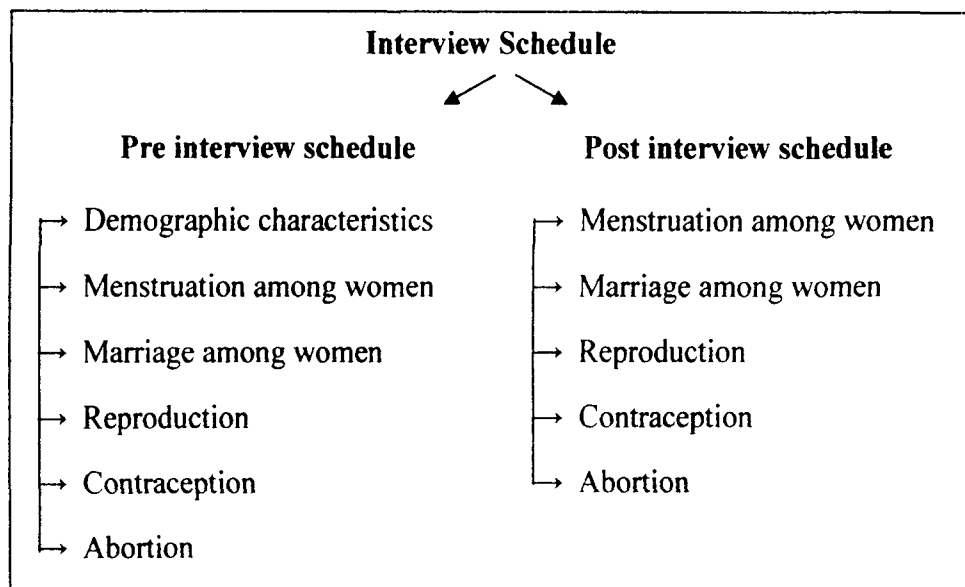 Interview Schedule
Pre interview schedule
Demographic characteristics
Menstruation among women
Marriage among women
Reproduction
Contraception
Abortion
Post interview schedule
Menstruation among women
Marriage among women
Reproduction
Contraception
Abortion